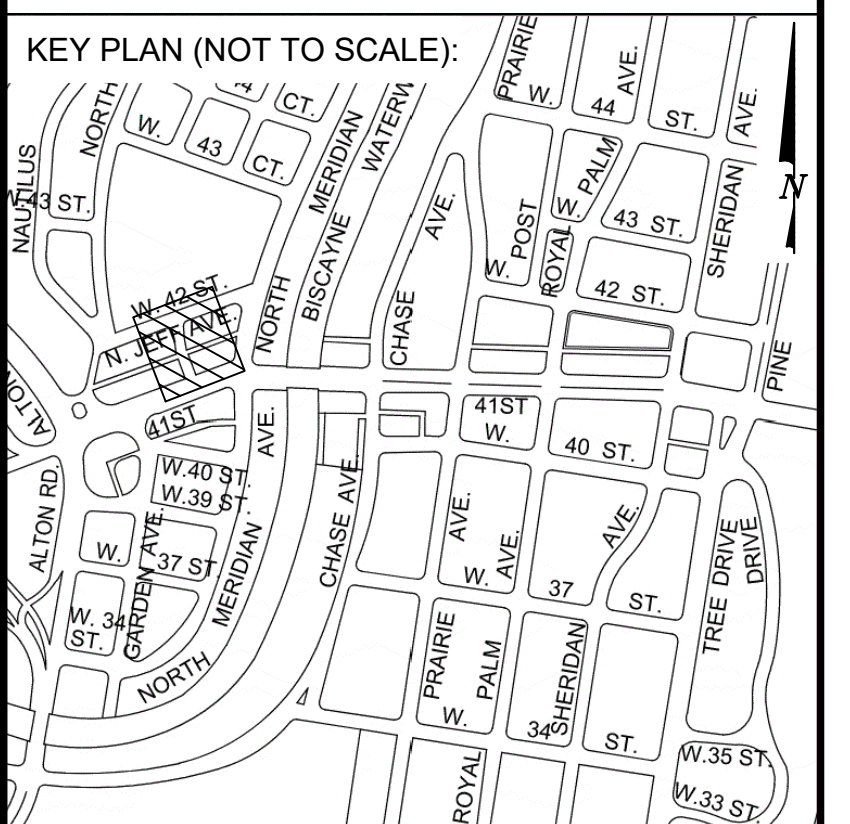 KEY PLAN (NOT TO SCALE):
PRAIRIE
W.
44
AVE.
ST.
AVE.
CT.
NORTH
W.
43
CT.
MERIDIAN
WATERW
NAUTILUS
W. 43 ST.
W. PALM
43 ST.
SHERIDAN
N
AVE.
POST
W.
ROYAL
42 ST.
BISCAYNE
NORTH
CHASE
W. 42 ST.
N. JEFF AVE.
PINE
ALTON
41ST
AVE.
41ST
W.
40 ST.
W.40 ST.
W.39 ST.
ALTON RD.
W.
GARDEN AVE.
37 ST.
MERIDIAN
CHASE AVE.
AVE.
W.
AVE.
37
AVE.
ST.
TREE DRIVE
DRIVE
W. 34
ST.
NORTH
PRAIRIE
W.
PALM
34
SHERIDAN
ST.
ROYAL
W.35 ST.
W.33 ST.